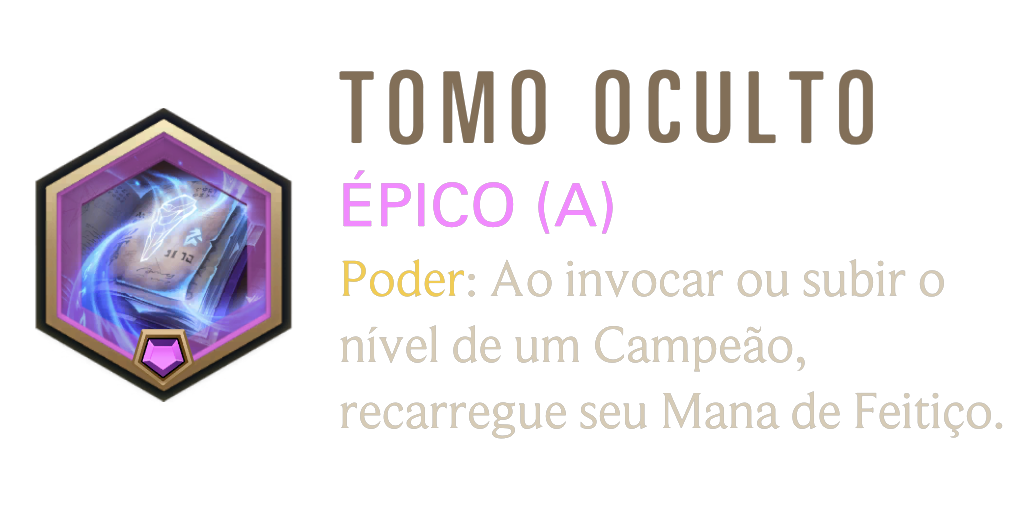 TOMO OCULTO
ÉPICO (A)
Poder: Ao invocar ou subir o
nível de um Campeão,
recarregue seu Mana de Feitiço.